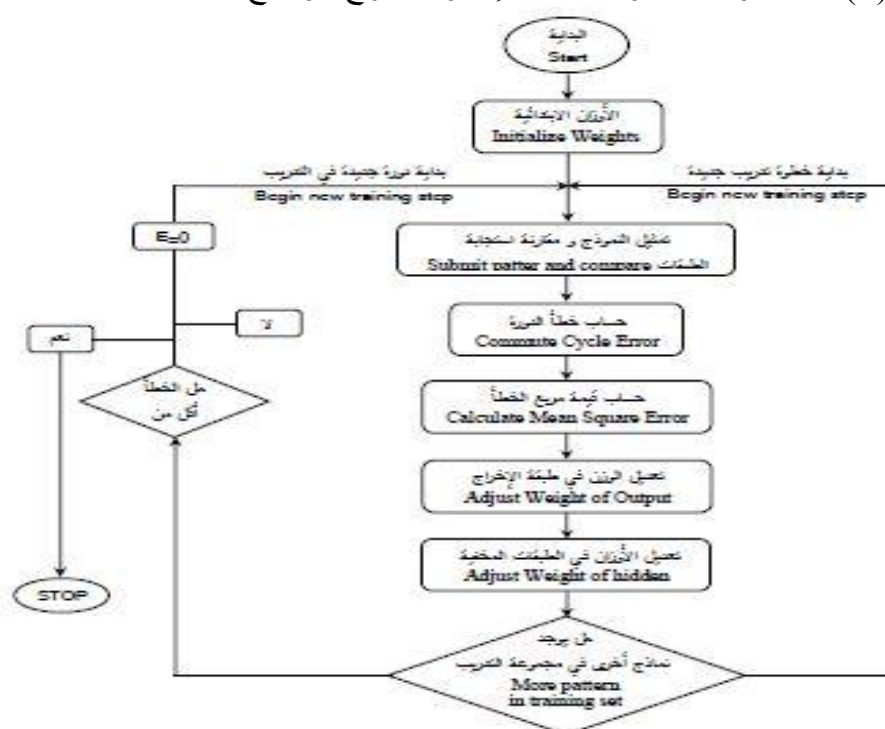 البداية
Start
الأوزان الابتدائية
Initialize Weights
بداية دورة جديدة في التدريب
Begin new training step
بداية خطوة تدريب جديدة
Begin new training step
E=0
تمثيل النموذج و مقارنة استجابة
Submit patter and compare الطبقات
لا
نعم
حساب خطأ الدورة
Commute Cycle Error
هل الخطأ
أكل من
حساب قيمة مربع الخطأ
Calculate Mean Square Error
تعديل الوزن في طبقة الإخراج
Adjust Weight of Output
تعديل الأوزان في الطبقات المخفية
Adjust Weight of hidden
STOP
هل يوجد
نماذج أخرى في مجموعة التدريب
More pattern
in training set